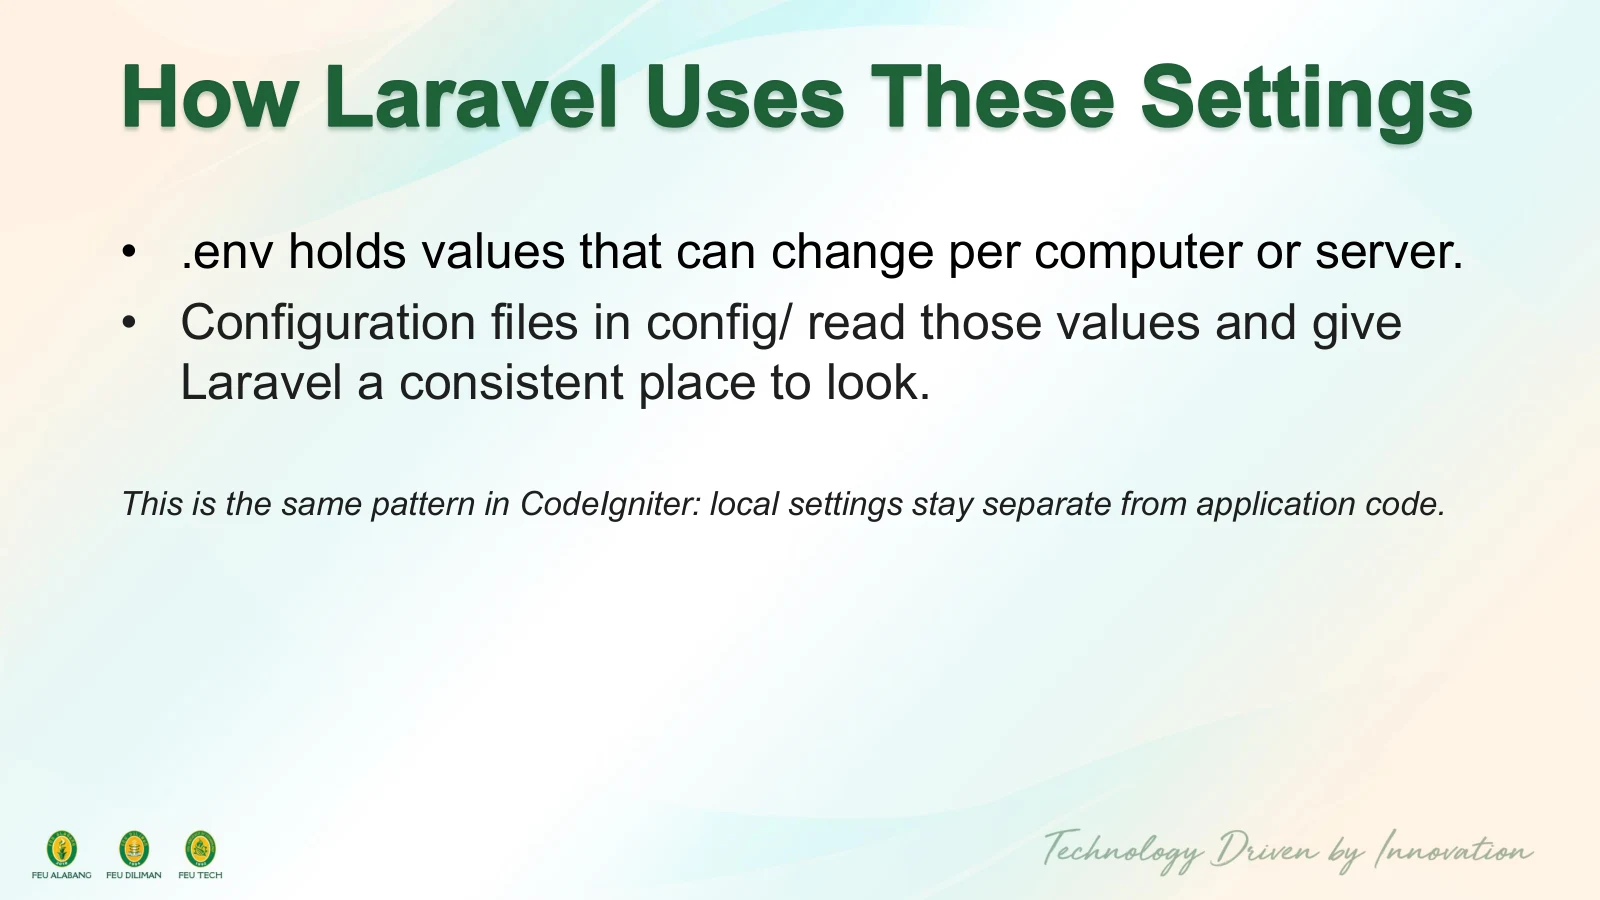 How Laravel Uses These Settings
• .env holds values that can change per computer or server.
• Configuration files in config/ read those values and give
Laravel a consistent place to look.
This is the same pattern in CodeIgniter: local settings stay separate from application code.
FEU ALABANG FEU DILIMAN FEU TECH
Technology Driven by Innovation